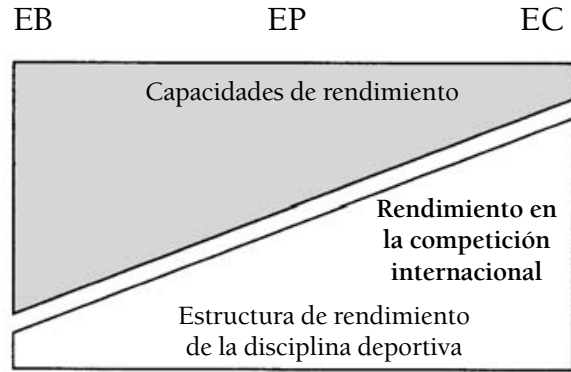 EB EP EC
Capacidades de rendimiento
Rendimiento en
la competición
internacional
Estructura de rendimiento
de la disciplina deportiva